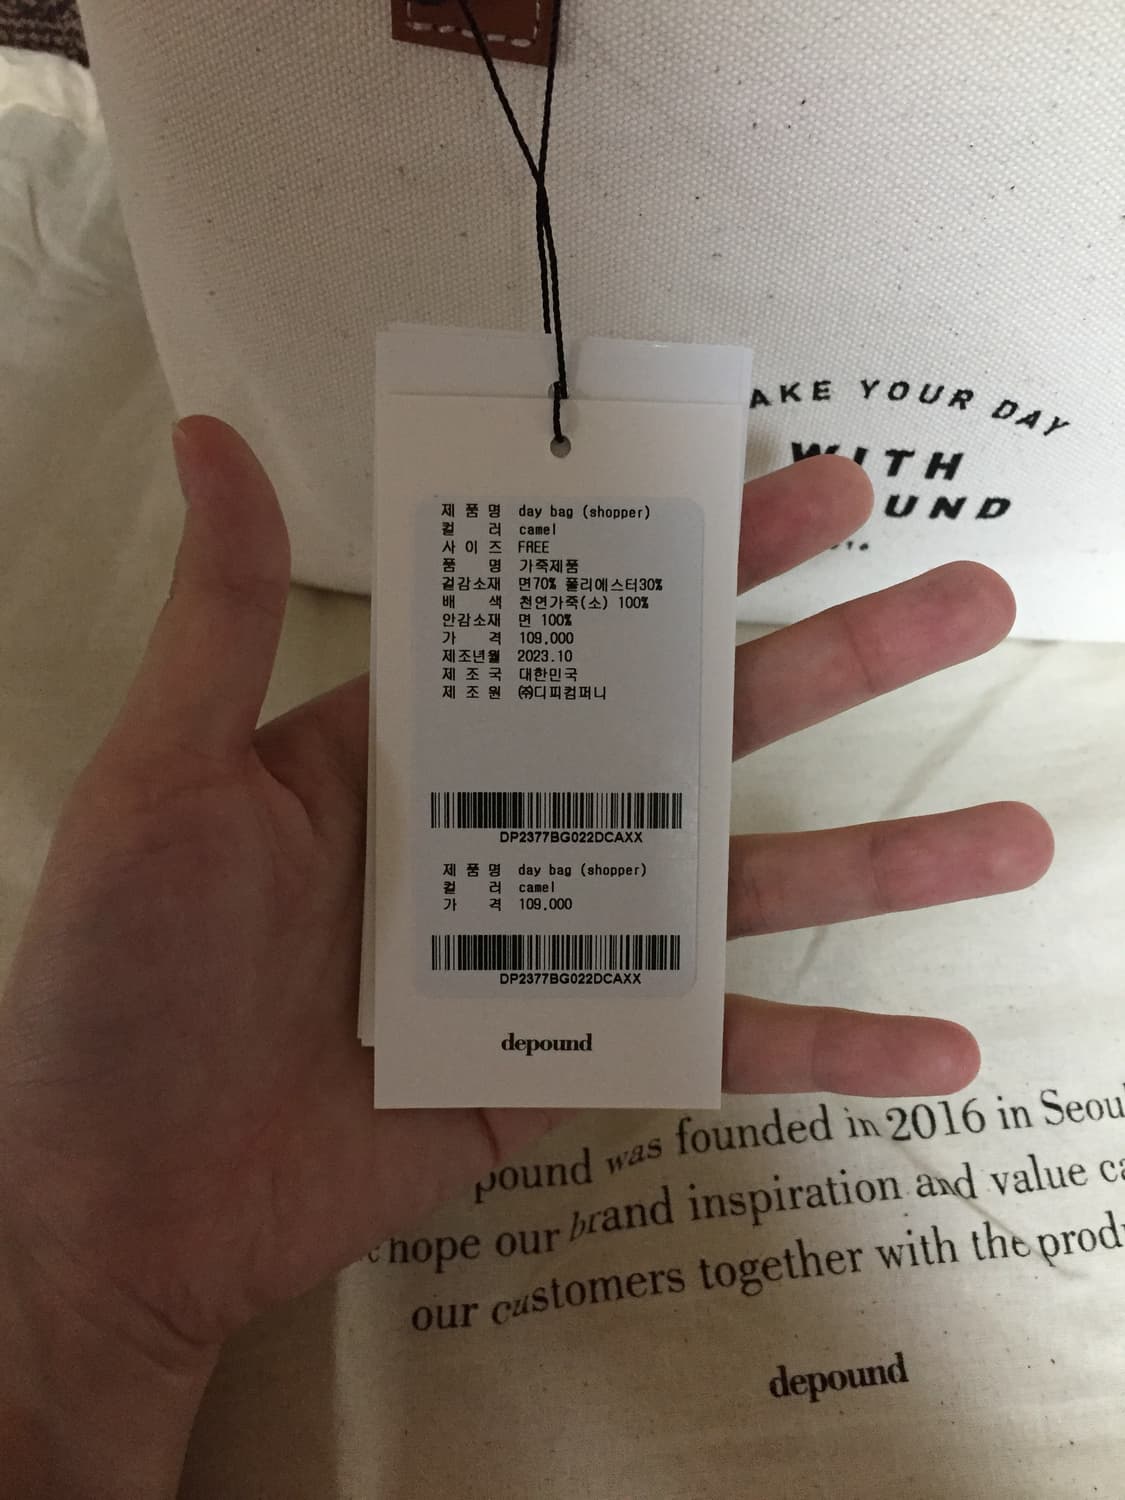 AKE YOUR DAY
WITH
UND
제품명 day bag (shopper)
컬러 camel
사이즈 FREE
품명 가죽제품
겉감소재 면70% 폴리에스터30%
배색 천연가죽(소) 100%
안감소재 면 100%
가격 109,000
제조년월 2023.10
제조국 대한민국
제조원 ㈜디피컴퍼니
DP2377BG022DCAXX
제품명 day bag (shopper)
컬러 camel
가격 109,000
DP2377BG022DCAXX
depound
pound was founded in 2016 in Seou
hope our brand inspiration and value ca
our customers together with the prod
depound